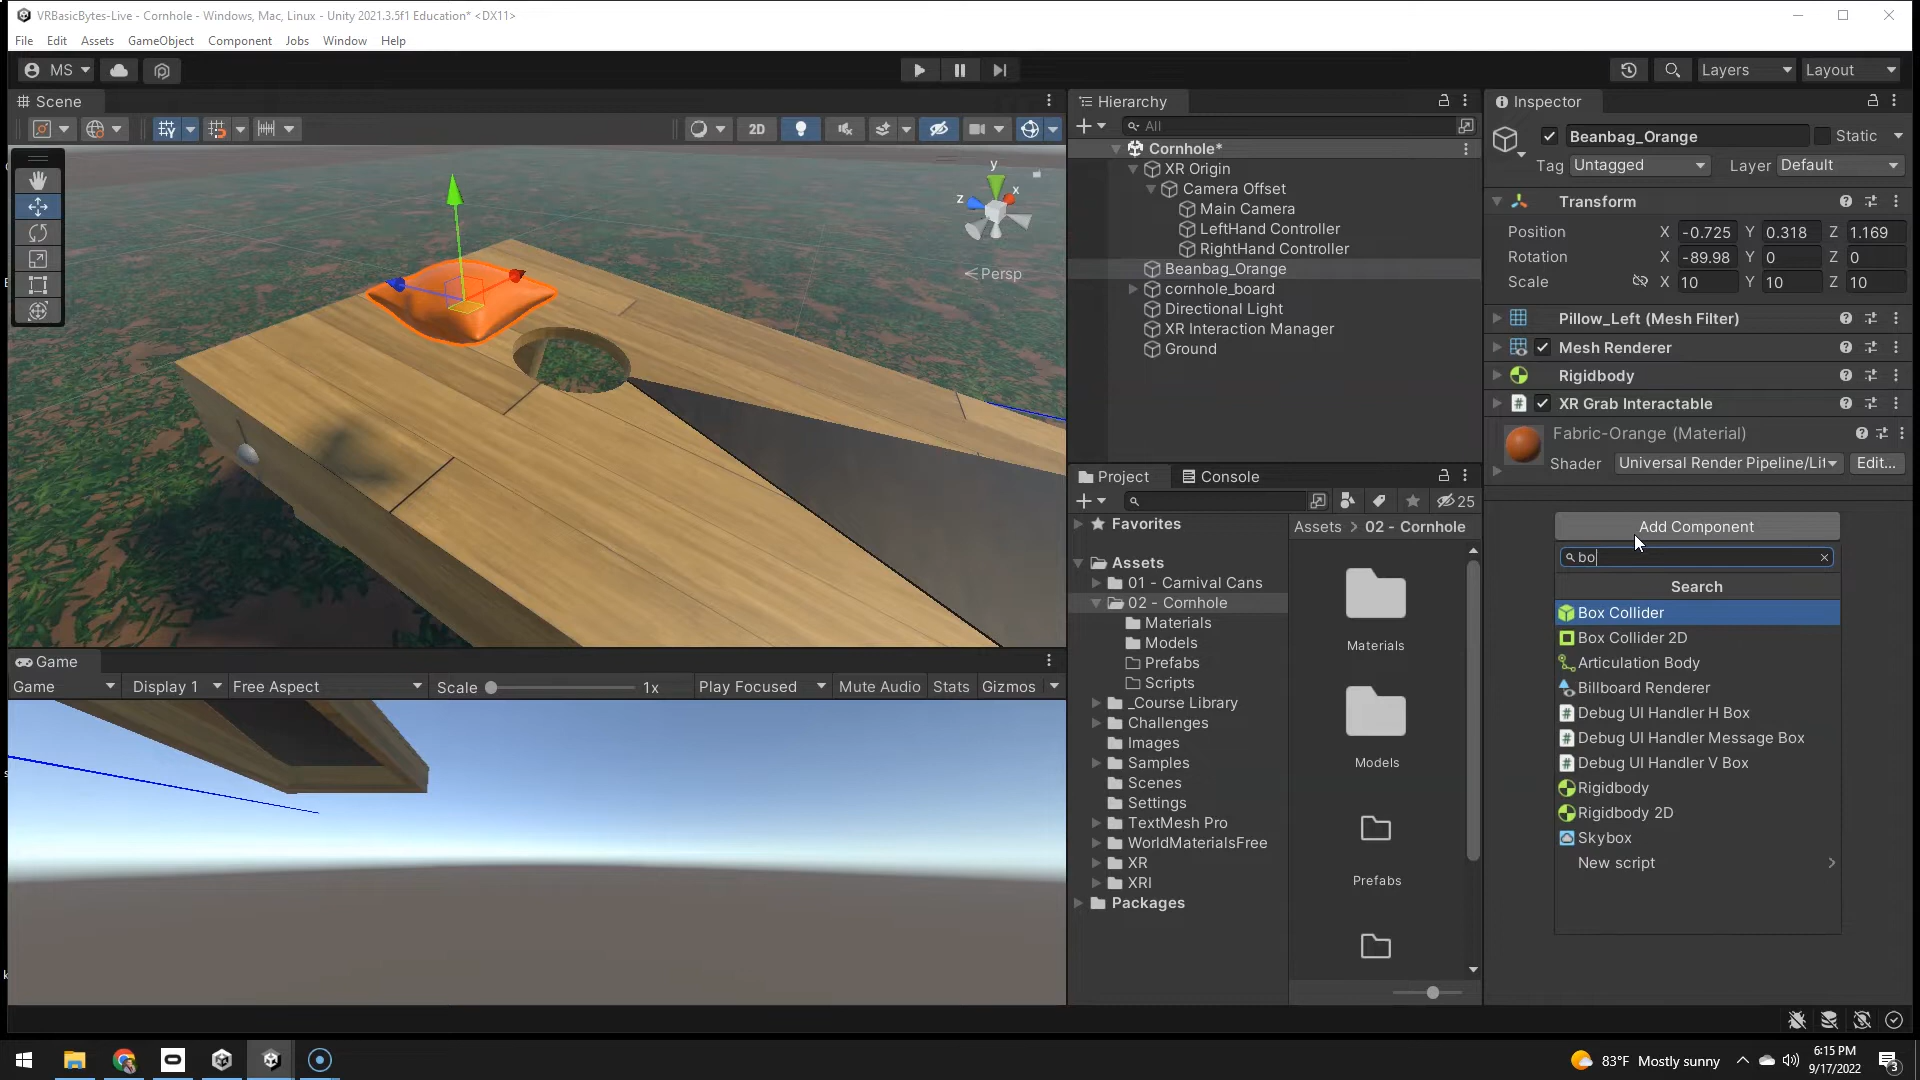 VRBasicBytes-Live - Cornhole - Windows, Mac, Linux - Unity 2021.3.5f1 Education* <DX11>
File Edit Assets GameObject Component Jobs Window Help
MS
Layers Layout
Scene
2D
y
x
z
Persp
Game
Game Display 1 Free Aspect Scale 1x Play Focused Mute Audio Stats Gizmos
Hierarchy
All
Cornhole*
XR Origin
Camera Offset
Main Camera
LeftHand Controller
RightHand Controller
Beanbag_Orange
cornhole_board
Directional Light
XR Interaction Manager
Ground
Project Console
25
Favorites
Assets
01 - Carnival Cans
02 - Cornhole
Materials
Models
Prefabs
Scripts
_Course Library
Challenges
Images
Samples
Scenes
Settings
TextMesh Pro
WorldMaterialsFree
XR
XRI
Packages
Assets > 02 - Cornhole
Materials
Models
Prefabs
Inspector
Beanbag_Orange Static
Tag Untagged Layer Default
Transform
Position X -0.725 Y 0.318 Z 1.169
Rotation X -89.98 Y 0 Z 0
Scale X 10 Y 10 Z 10
Pillow_Left (Mesh Filter)
Mesh Renderer
Rigidbody
XR Grab Interactable
Fabric-Orange (Material)
Shader Universal Render Pipeline/Lit Edit...
Add Component
bo
Search
Box Collider
Box Collider 2D
Articulation Body
Billboard Renderer
Debug UI Handler H Box
Debug UI Handler Message Box
Debug UI Handler V Box
Rigidbody
Rigidbody 2D
Skybox
New script
83°F Mostly sunny
6:15 PM
9/17/2022
3